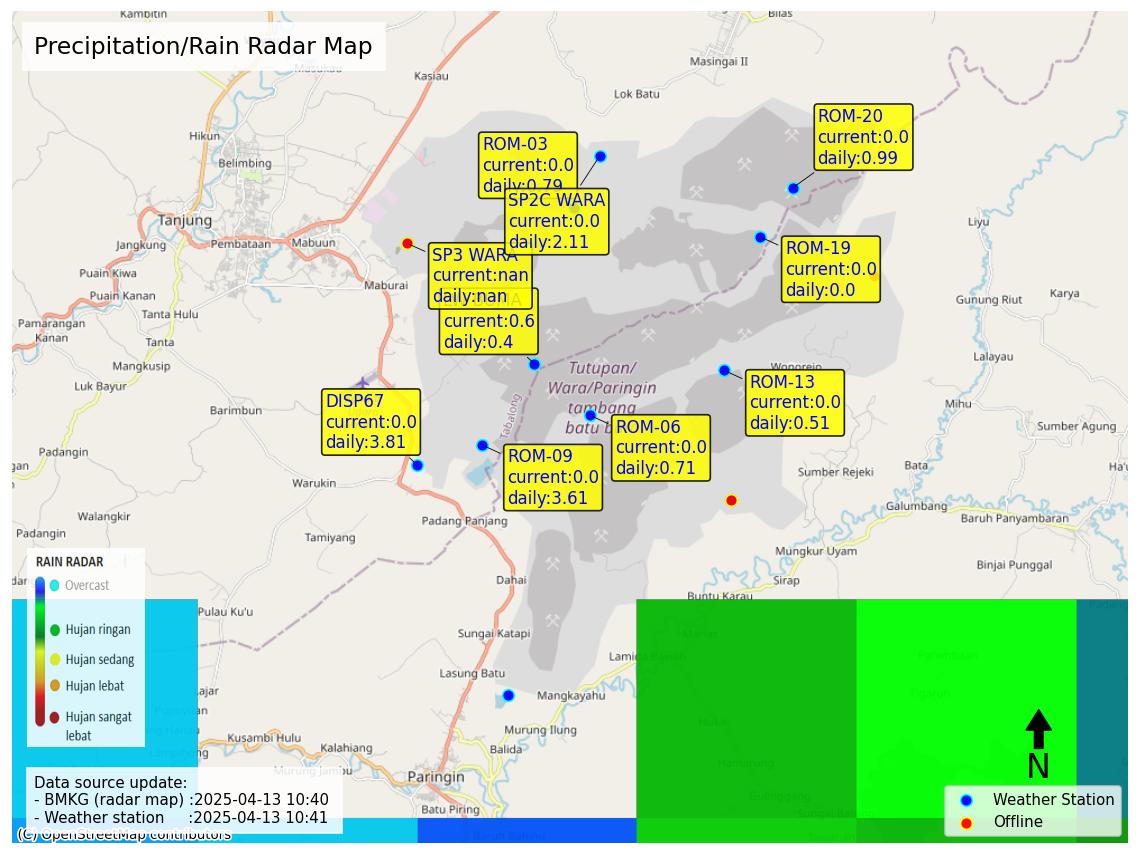 Precipitation/Rain Radar Map
Kambitin
Bilas
Masukau
Kasiau
Masingai II
Lok Batu
Hikun
Belimbing
Tanjung
Jangkung
Pembataan
Mabuun
Maburai
Puain Kiwa
Puain Kanan
Tanta Hulu
Pamarangan
Kanan
Tanta
Mangkusip
Luk Bayur
Barimbun
Padangin
Warukin
Walangkir
Padangin
Tamiyang
Padang Panjang
Dahai
Pulau Ku'u
Sungai Katapi
Lasung Batu
Mangkayahu
Murung Ilung
Balida
Kusambi Hulu
Kalahiang
Murung Jambu
Paringin
Batu Piring
Liyu
Gunung Riut
Karya
Lalayau
Mihu
Sumber Agung
Bata
Sumber Rejeki
Galumbang
Baruh Panyambaran
Mungkur Uyam
Binjai Punggal
Sirap
Buntu Karau
Wonorejo
Tabalong
Tutupan/
Wara/Paringin
tambang
batu b
ROM-03
current:0.0
daily:0.79
SP2C WARA
current:0.0
daily:2.11
SP3 WARA
current:nan
daily:nan
current:0.6
daily:0.4
ROM-20
current:0.0
daily:0.99
ROM-19
current:0.0
daily:0.0
ROM-13
current:0.0
daily:0.51
ROM-06
current:0.0
daily:0.71
ROM-09
current:0.0
daily:3.61
DISP67
current:0.0
daily:3.81
RAIN RADAR
Overcast
Hujan ringan
Hujan sedang
Hujan lebat
Hujan sangat
lebat
Data source update:
- BMKG (radar map) :2025-04-13 10:40
- Weather station :2025-04-13 10:41
(C) OpenStreetMap contributors
N
Weather Station
Offline